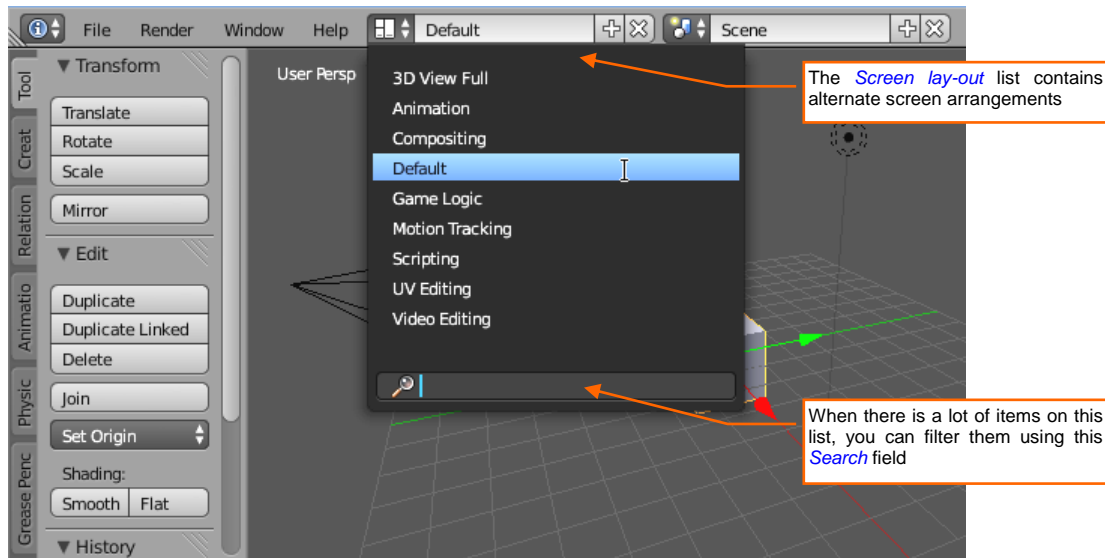 File Render Window Help Default Scene
Tool
Creat
Relation
Animatio
Physic
Grease Penc
Transform
Translate
Rotate
Scale
Mirror
Edit
Duplicate
Duplicate Linked
Delete
Join
Set Origin
Shading:
Smooth Flat
History
User Persp
3D View Full
Animation
Compositing
Default
Game Logic
Motion Tracking
Scripting
UV Editing
Video Editing
The Screen lay-out list contains
alternate screen arrangements
When there is a lot of items on this
list, you can filter them using this
Search field